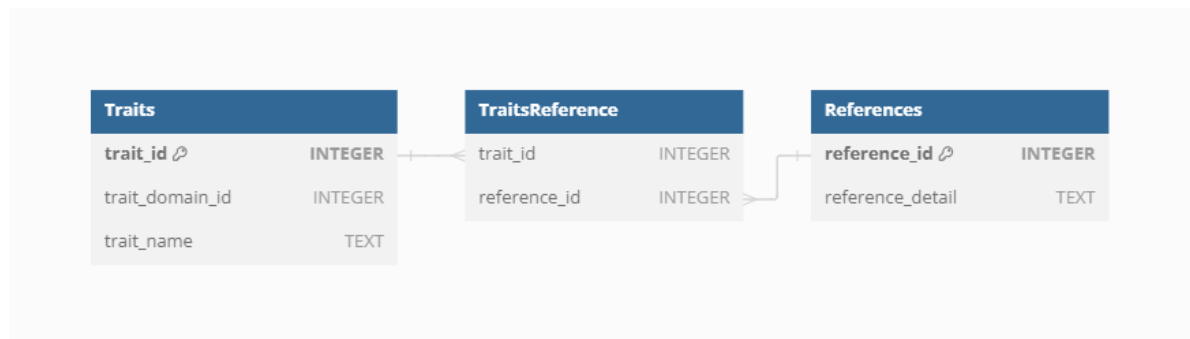 Traits
trait_id INTEGER
trait_domain_id INTEGER
trait_name TEXT
TraitsReference
trait_id INTEGER
reference_id INTEGER
References
reference_id INTEGER
reference_detail TEXT